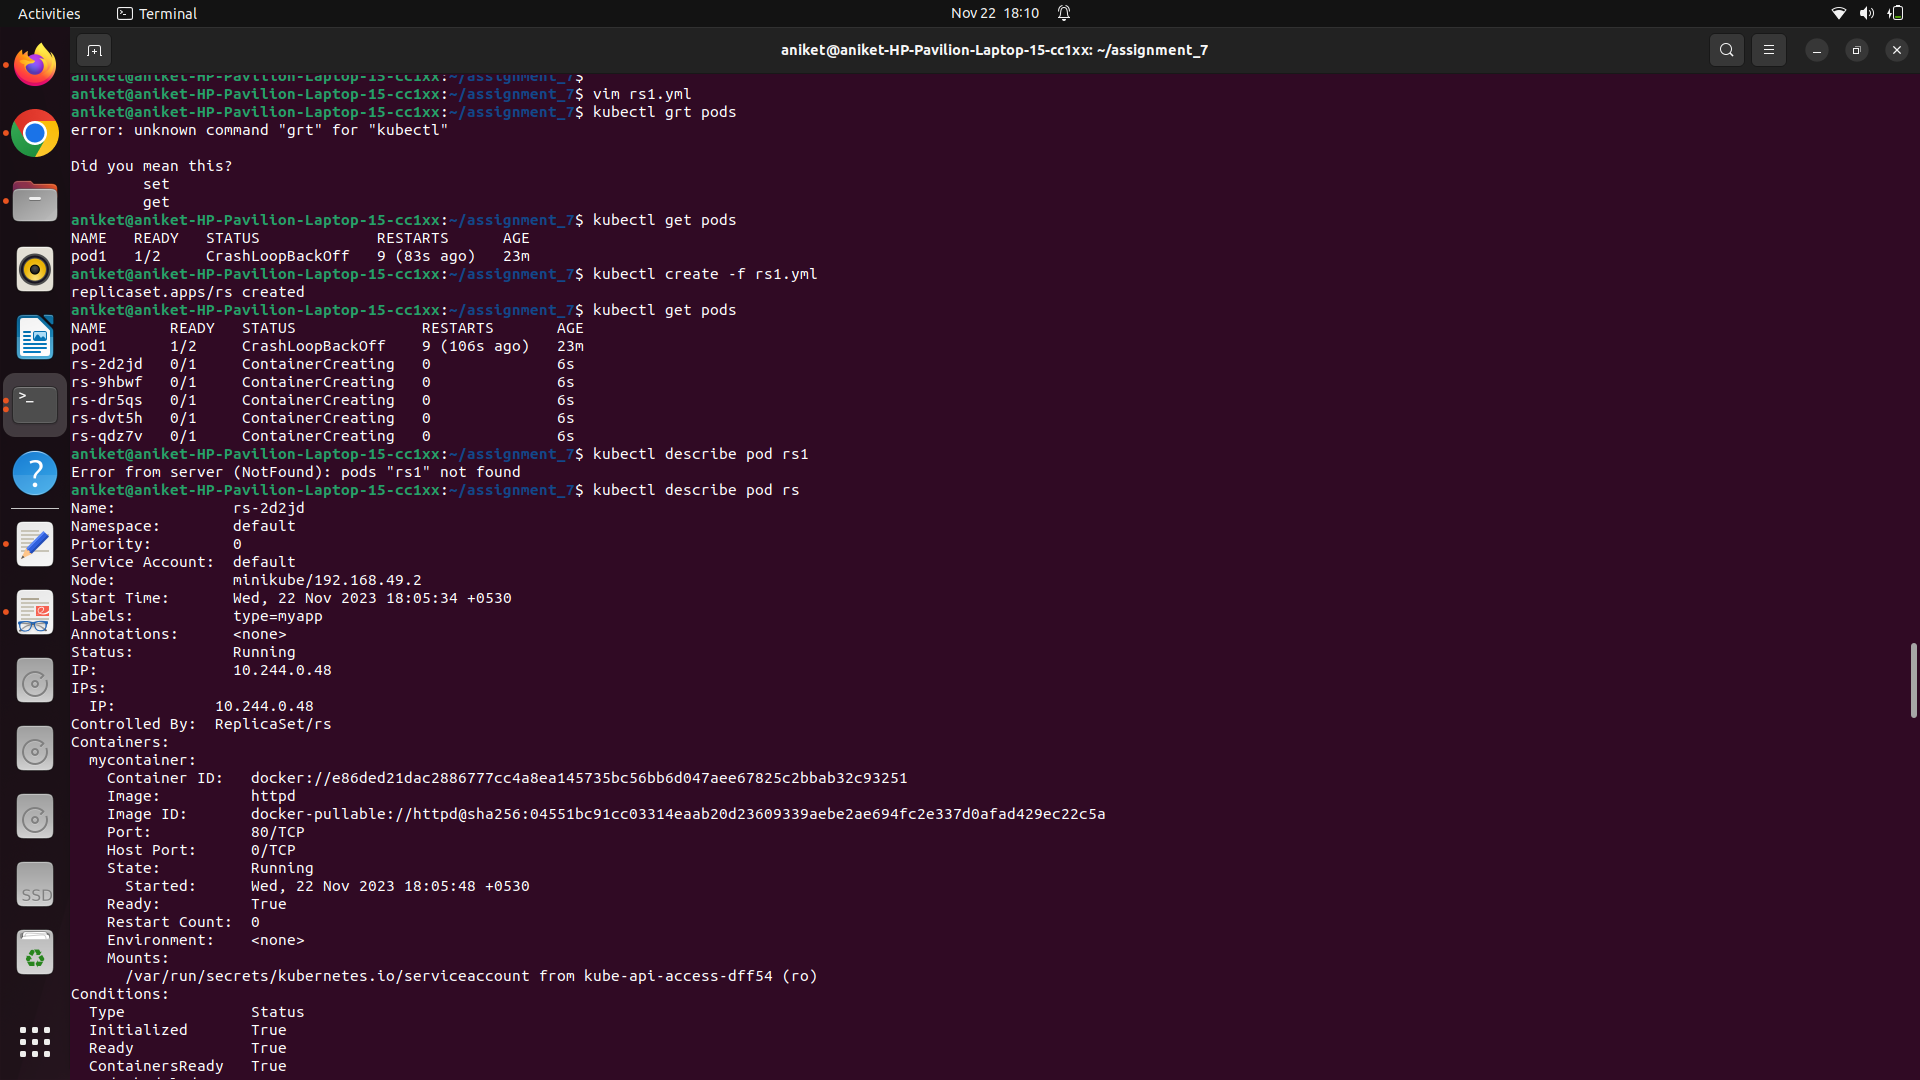 Activities
Terminal
Nov 22 18:10
aniket@aniket-HP-Pavilion-Laptop-15-cc1xx: ~/assignment_7
aniket@aniket-HP-Pavilion-Laptop-15-cc1xx:~/assignment_7$
aniket@aniket-HP-Pavilion-Laptop-15-cc1xx:~/assignment_7$ vim rs1.yml
aniket@aniket-HP-Pavilion-Laptop-15-cc1xx:~/assignment_7$ kubectl grt pods
error: unknown command "grt" for "kubectl"
Did you mean this?
set
get
aniket@aniket-HP-Pavilion-Laptop-15-cc1xx:~/assignment_7$ kubectl get pods
NAME   READY   STATUS             RESTARTS      AGE
pod1   1/2     CrashLoopBackOff   9 (83s ago)   23m
aniket@aniket-HP-Pavilion-Laptop-15-cc1xx:~/assignment_7$ kubectl create -f rs1.yml
replicaset.apps/rs created
aniket@aniket-HP-Pavilion-Laptop-15-cc1xx:~/assignment_7$ kubectl get pods
NAME       READY   STATUS              RESTARTS       AGE
pod1       1/2     CrashLoopBackOff    9 (106s ago)   23m
rs-2d2jd   0/1     ContainerCreating   0              6s
rs-9hbwf   0/1     ContainerCreating   0              6s
rs-dr5qs   0/1     ContainerCreating   0              6s
rs-dvt5h   0/1     ContainerCreating   0              6s
rs-qdz7v   0/1     ContainerCreating   0              6s
aniket@aniket-HP-Pavilion-Laptop-15-cc1xx:~/assignment_7$ kubectl describe pod rs1
Error from server (NotFound): pods "rs1" not found
aniket@aniket-HP-Pavilion-Laptop-15-cc1xx:~/assignment_7$ kubectl describe pod rs
Name:             rs-2d2jd
Namespace:        default
Priority:         0
Service Account:  default
Node:             minikube/192.168.49.2
Start Time:       Wed, 22 Nov 2023 18:05:34 +0530
Labels:           type=myapp
Annotations:      <none>
Status:           Running
IP:               10.244.0.48
IPs:
IP:           10.244.0.48
Controlled By:  ReplicaSet/rs
Containers:
mycontainer:
Container ID:   docker://e86ded21dac2886777cc4a8ea145735bc56bb6d047aee67825c2bbab32c93251
Image:          httpd
Image ID:       docker-pullable://httpd@sha256:04551bc91cc03314eaab20d23609339aebe2ae694fc2e337d0afad429ec22c5a
Port:           80/TCP
Host Port:      0/TCP
State:          Running
Started:      Wed, 22 Nov 2023 18:05:48 +0530
Ready:          True
Restart Count:  0
Environment:    <none>
Mounts:
/var/run/secrets/kubernetes.io/serviceaccount from kube-api-access-dff54 (ro)
Conditions:
Type              Status
Initialized       True
Ready             True
ContainersReady   True
SSD